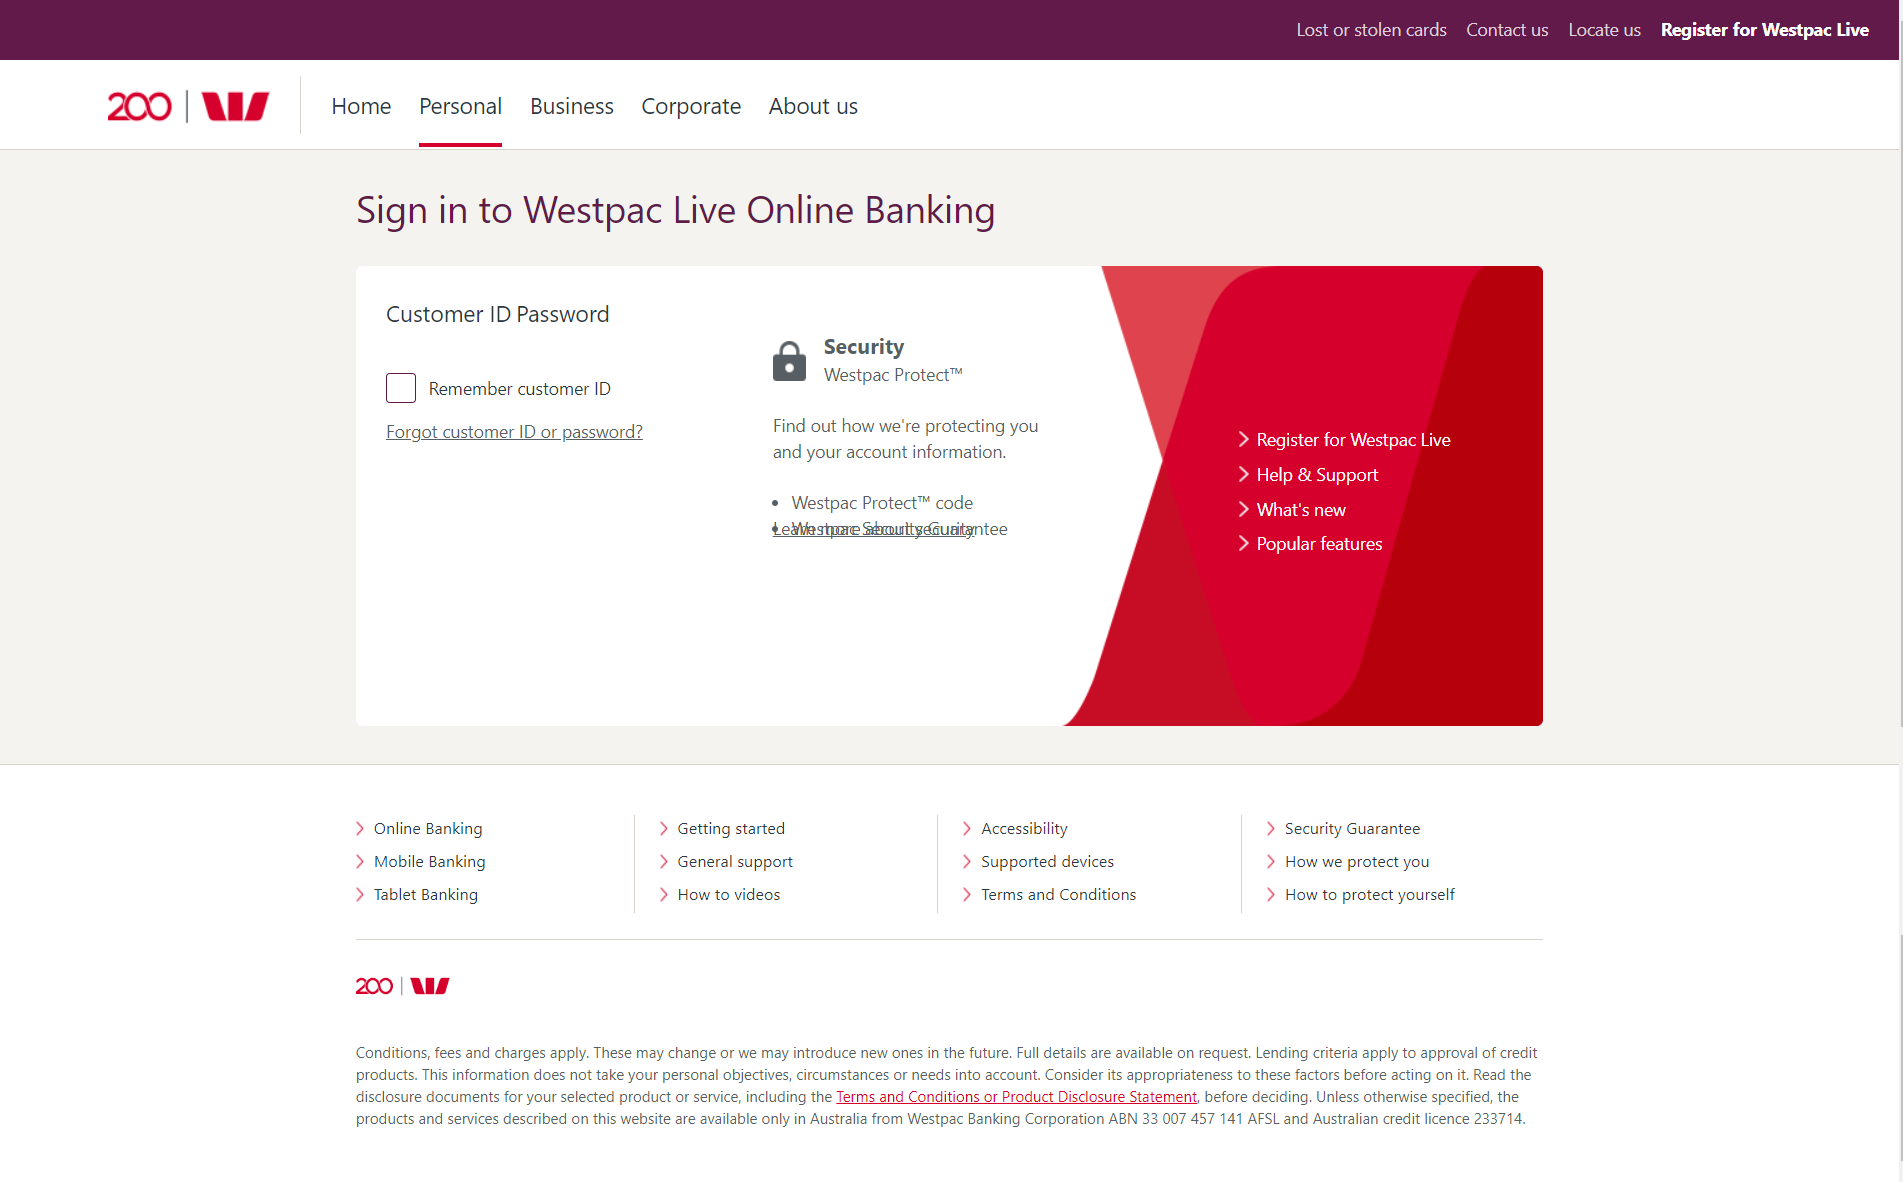 Lost or stolen cards Contact us Locate us Register for Westpac Live
200 Home Personal Business Corporate About us
Sign in to Westpac Live Online Banking
Customer ID Password
Remember customer ID
Forgot customer ID or password?
Security
Westpac Protect™
Find out how we're protecting you
and your account information.
• Westpac Protect™ code
• Westpac Security Guarantee
Learn more about security
Register for Westpac Live
Help & Support
What's new
Popular features
Online Banking
Mobile Banking
Tablet Banking
Getting started
General support
How to videos
Accessibility
Supported devices
Terms and Conditions
Security Guarantee
How we protect you
How to protect yourself
200
Conditions, fees and charges apply. These may change or we may introduce new ones in the future. Full details are available on request. Lending criteria apply to approval of credit
products. This information does not take your personal objectives, circumstances or needs into account. Consider its appropriateness to these factors before acting on it. Read the
disclosure documents for your selected product or service, including the Terms and Conditions or Product Disclosure Statement, before deciding. Unless otherwise specified, the
products and services described on this website are available only in Australia from Westpac Banking Corporation ABN 33 007 457 141 AFSL and Australian credit licence 233714.